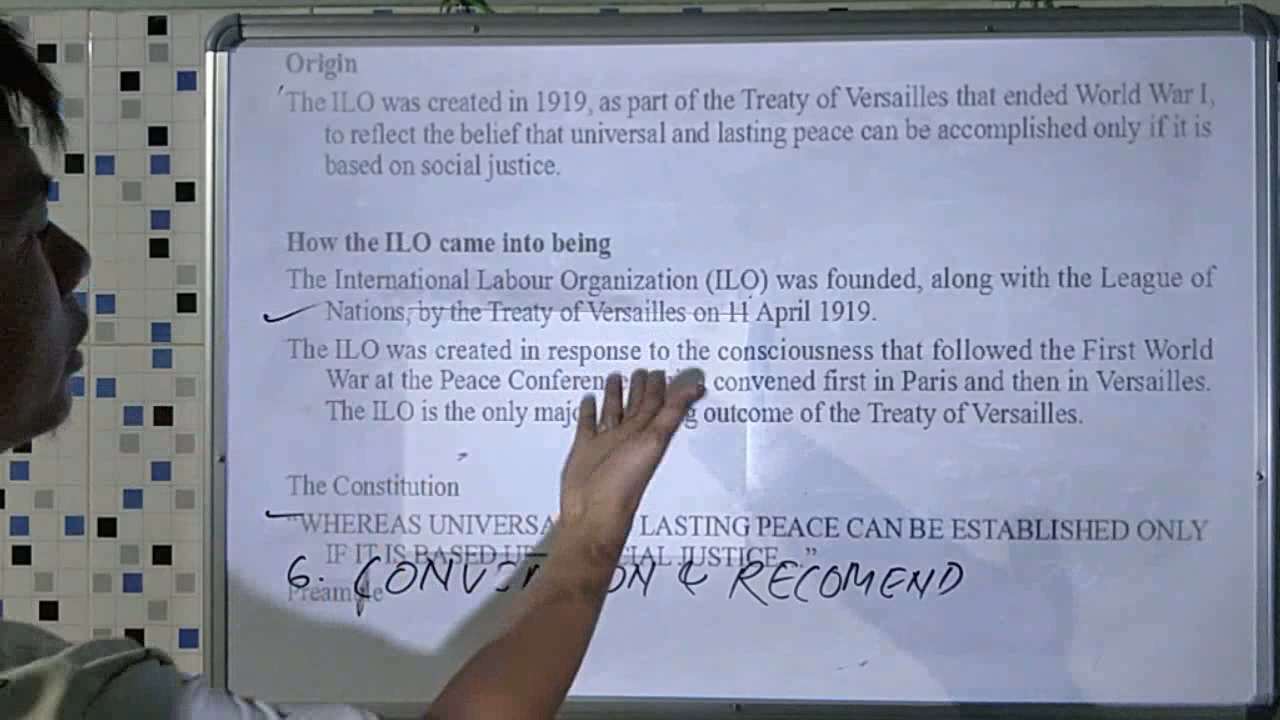 Origin
The ILO was created in 1919, as part of the Treaty of Versailles that ended World War I,
to reflect the belief that universal and lasting peace can be accomplished only if it is
based on social justice.
How the ILO came into being
The International Labour Organization (ILO) was founded, along with the League of
Nations, by the Treaty of Versailles on 11 April 1919.
The ILO was created in response to the consciousness that followed the First World
War at the Peace convened first in Paris and then in Versailles.
The ILO is the only outcome of the Treaty of Versailles.
The Constitution
"WHEREAS LASTING PEACE CAN BE ESTABLISHED ONLY
IF IT IS BASED JUSTICE..."
6. & RECOMEND